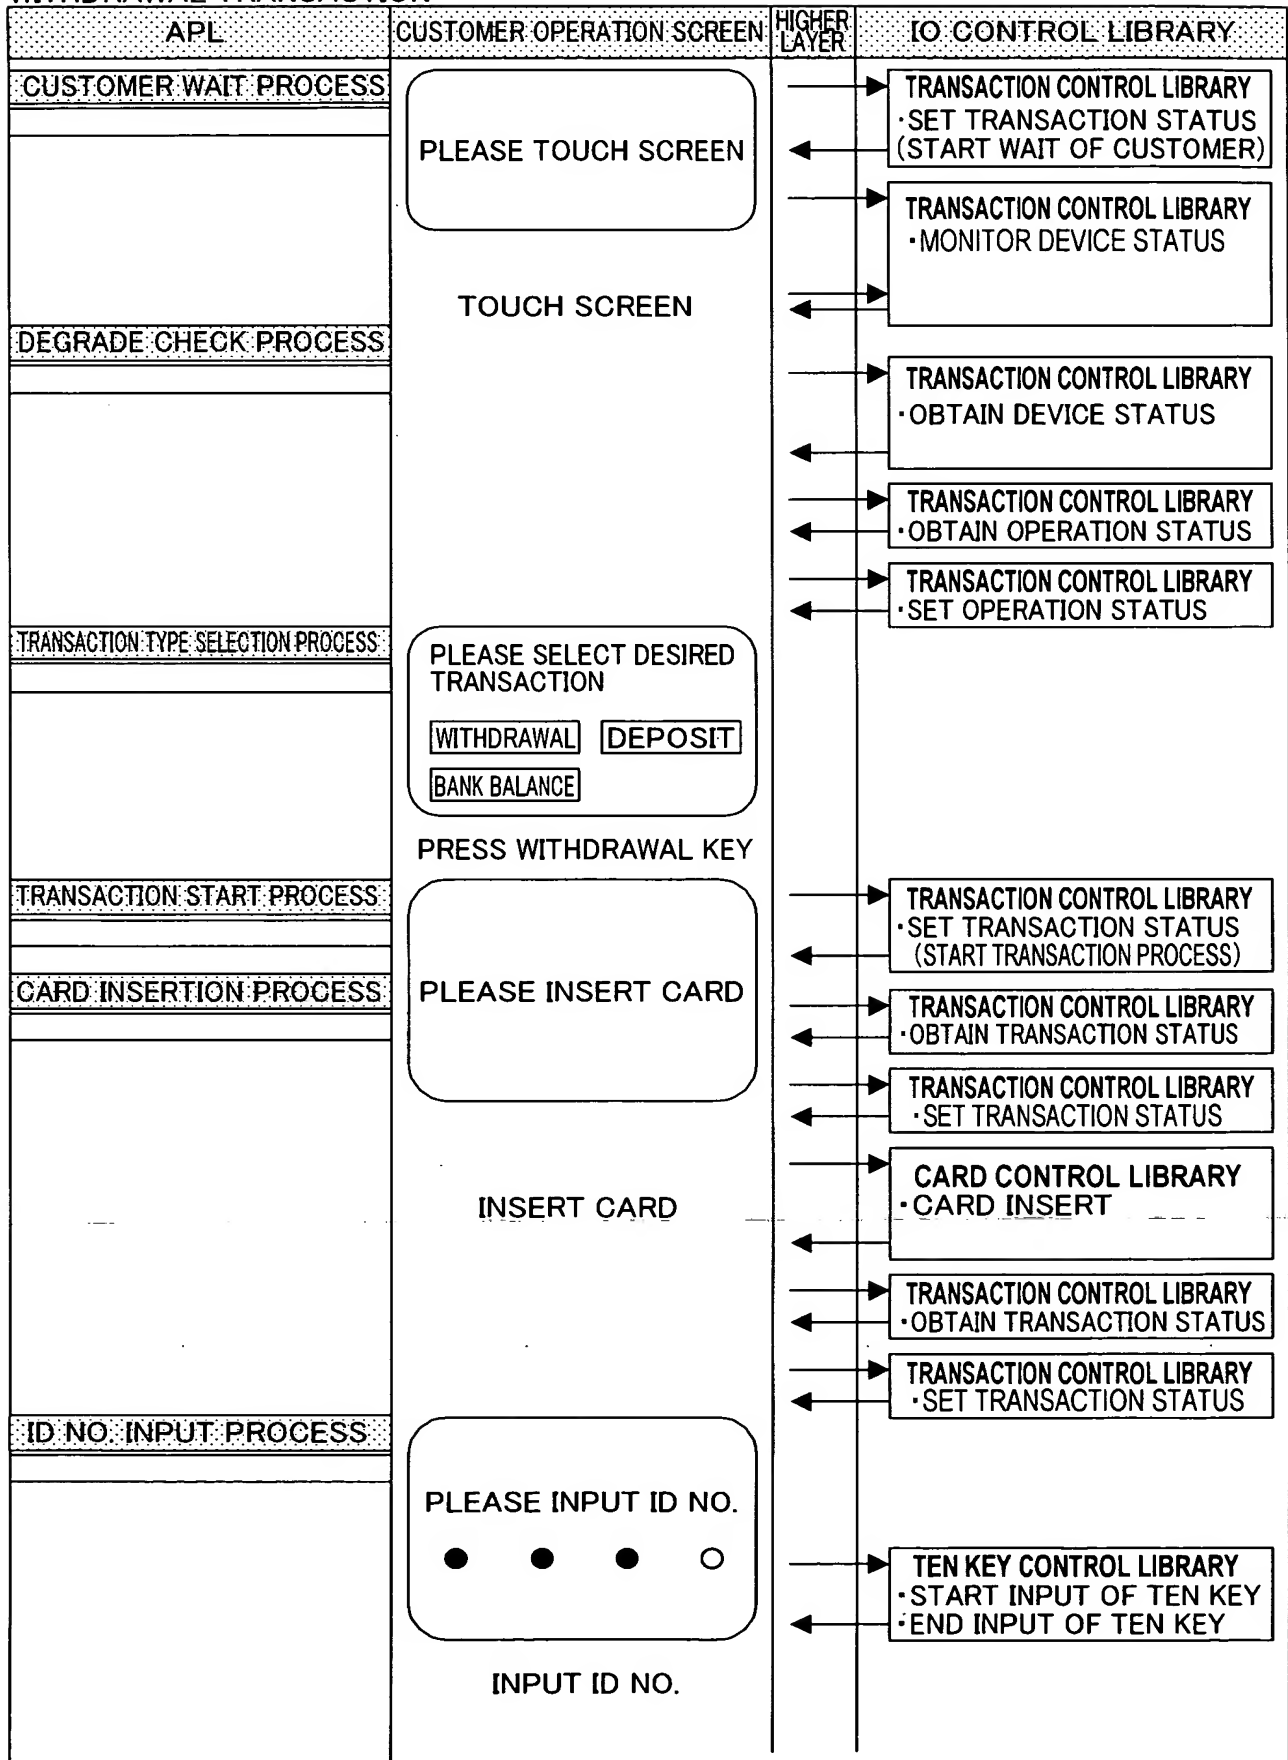 APL
CUSTOMER OPERATION SCREEN
HIGHER
LAYER
IO CONTROL LIBRARY
CUSTOMER WAIT PROCESS
PLEASE TOUCH SCREEN
TRANSACTION CONTROL LIBRARY
·SET TRANSACTION STATUS
(START WAIT OF CUSTOMER)
TRANSACTION CONTROL LIBRARY
·MONITOR DEVICE STATUS
TOUCH SCREEN
DEGRADE CHECK PROCESS
TRANSACTION CONTROL LIBRARY
·OBTAIN DEVICE STATUS
TRANSACTION CONTROL LIBRARY
·OBTAIN OPERATION STATUS
TRANSACTION CONTROL LIBRARY
·SET OPERATION STATUS
TRANSACTION TYPE SELECTION PROCESS
PLEASE SELECT DESIRED
TRANSACTION
WITHDRAWAL DEPOSIT
BANK BALANCE
PRESS WITHDRAWAL KEY
TRANSACTION START PROCESS
TRANSACTION CONTROL LIBRARY
·SET TRANSACTION STATUS
(START TRANSACTION PROCESS)
CARD INSERTION PROCESS
PLEASE INSERT CARD
TRANSACTION CONTROL LIBRARY
·OBTAIN TRANSACTION STATUS
TRANSACTION CONTROL LIBRARY
·SET TRANSACTION STATUS
INSERT CARD
CARD CONTROL LIBRARY
·CARD INSERT
TRANSACTION CONTROL LIBRARY
·OBTAIN TRANSACTION STATUS
TRANSACTION CONTROL LIBRARY
·SET TRANSACTION STATUS
ID NO. INPUT PROCESS
PLEASE INPUT ID NO.
TEN KEY CONTROL LIBRARY
·START INPUT OF TEN KEY
·END INPUT OF TEN KEY
INPUT ID NO.